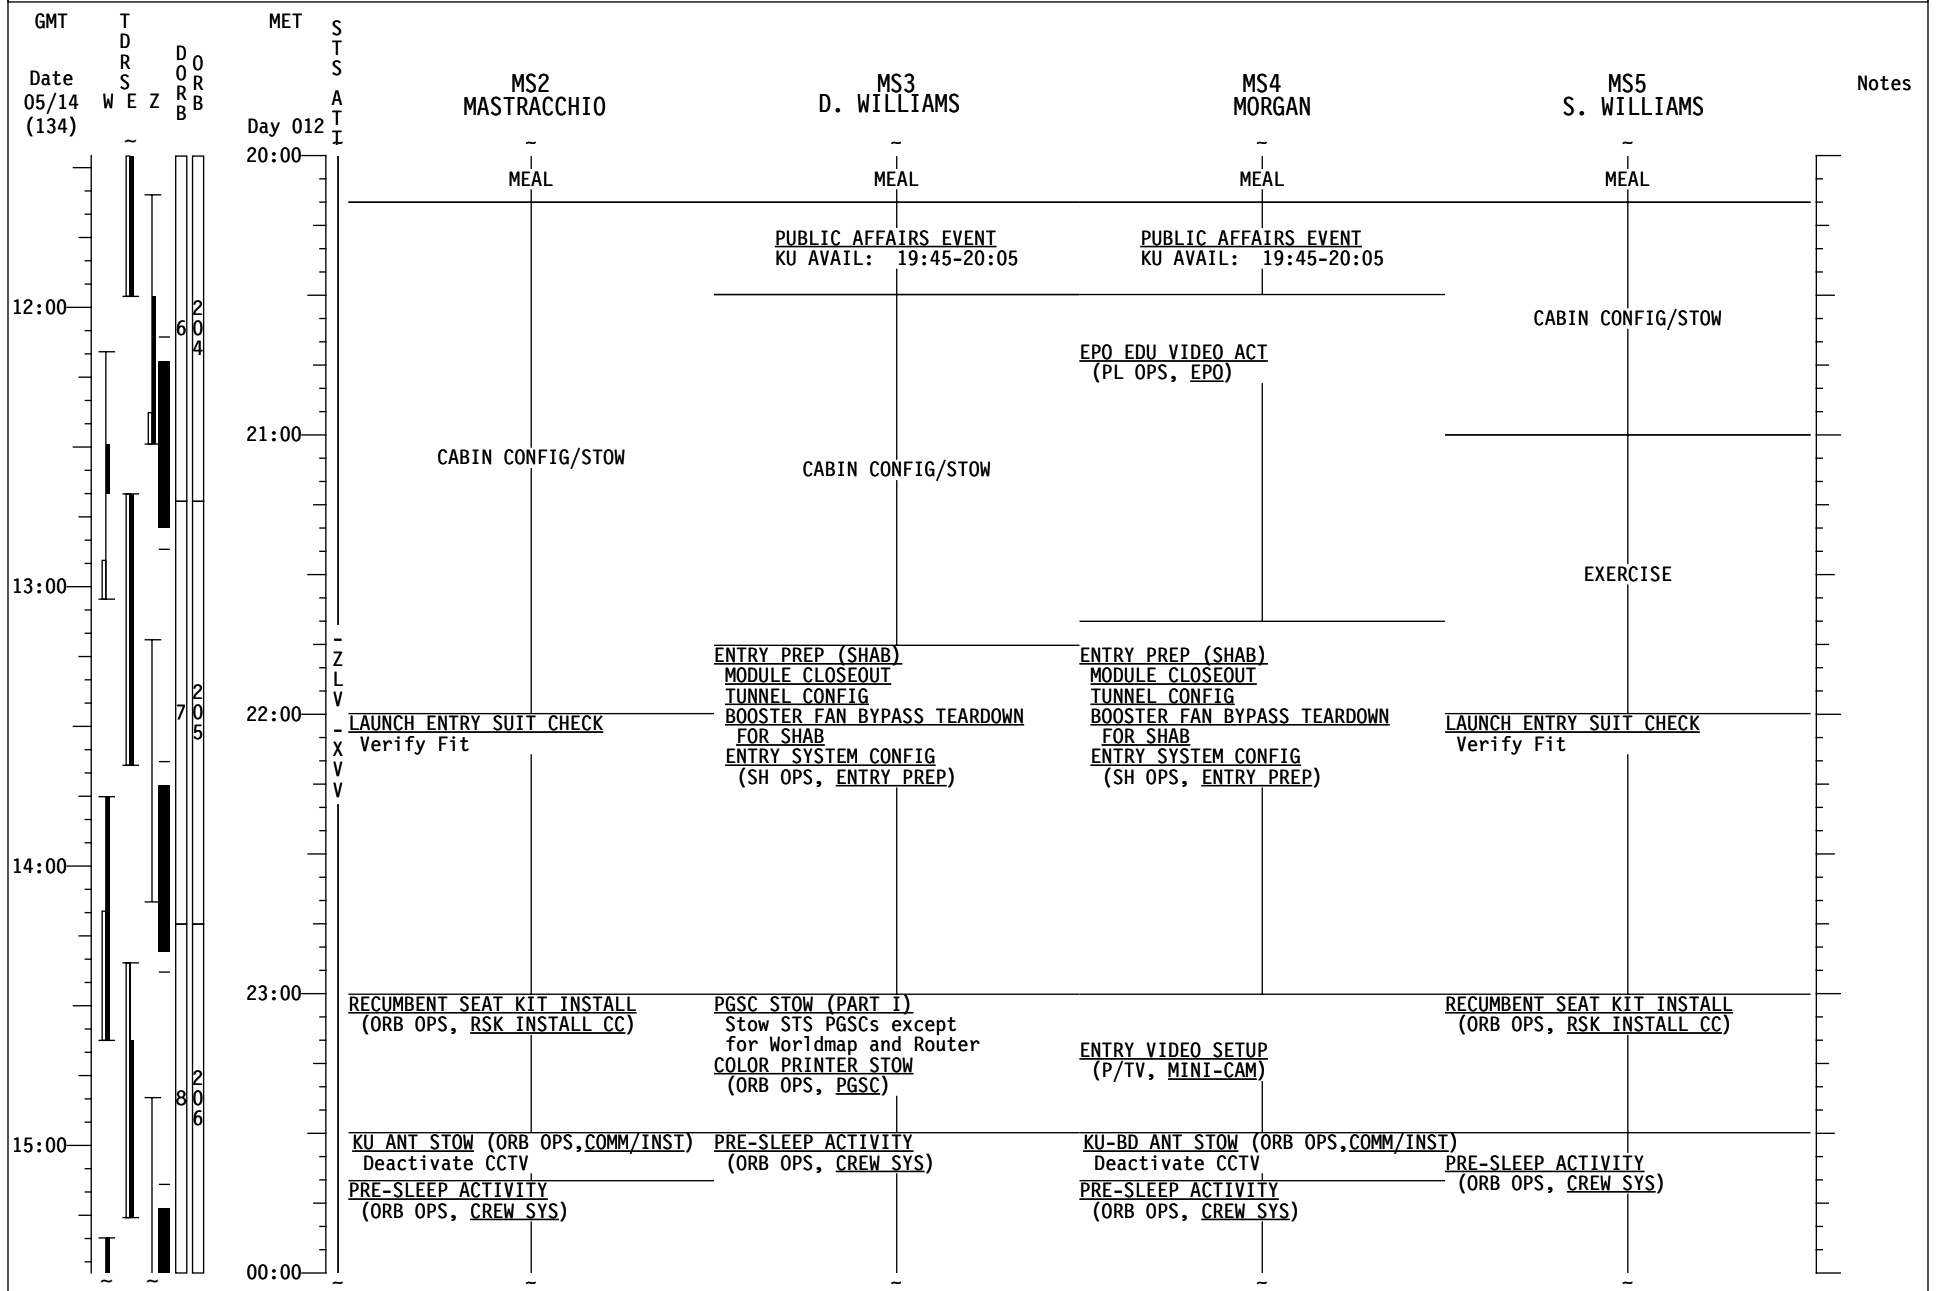 GMT
TDRS
MET
STS ATT
DORB
ORB
Date
05/14
(134)
W E Z
Day 012
MS2
MASTRACCHIO
MS3
D. WILLIAMS
MS4
MORGAN
MS5
S. WILLIAMS
Notes
~
~ ~ ~ ~
20:00
MEAL MEAL MEAL MEAL
PUBLIC AFFAIRS EVENT
KU AVAIL: 19:45-20:05
PUBLIC AFFAIRS EVENT
KU AVAIL: 19:45-20:05
12:00
6
204
CABIN CONFIG/STOW
EPO EDU VIDEO ACT
(PL OPS, EPO)
21:00
CABIN CONFIG/STOW
CABIN CONFIG/STOW
13:00
EXERCISE
-ZLV
-XVV
7
205
22:00
LAUNCH ENTRY SUIT CHECK
Verify Fit
ENTRY PREP (SHAB)
MODULE CLOSEOUT
TUNNEL CONFIG
BOOSTER FAN BYPASS TEARDOWN
FOR SHAB
ENTRY SYSTEM CONFIG
(SH OPS, ENTRY PREP)
ENTRY PREP (SHAB)
MODULE CLOSEOUT
TUNNEL CONFIG
BOOSTER FAN BYPASS TEARDOWN
FOR SHAB
ENTRY SYSTEM CONFIG
(SH OPS, ENTRY PREP)
LAUNCH ENTRY SUIT CHECK
Verify Fit
14:00
23:00
RECUMBENT SEAT KIT INSTALL
(ORB OPS, RSK INSTALL CC)
PGSC STOW (PART I)
Stow STS PGSCs except
for Worldmap and Router
COLOR PRINTER STOW
(ORB OPS, PGSC)
ENTRY VIDEO SETUP
(P/TV, MINI-CAM)
RECUMBENT SEAT KIT INSTALL
(ORB OPS, RSK INSTALL CC)
8
206
15:00
KU ANT STOW (ORB OPS,COMM/INST)
Deactivate CCTV
PRE-SLEEP ACTIVITY
(ORB OPS, CREW SYS)
PRE-SLEEP ACTIVITY
(ORB OPS, CREW SYS)
KU-BD ANT STOW (ORB OPS,COMM/INST)
Deactivate CCTV
PRE-SLEEP ACTIVITY
(ORB OPS, CREW SYS)
PRE-SLEEP ACTIVITY
(ORB OPS, CREW SYS)
00:00
~ ~ ~ ~ ~ ~ ~